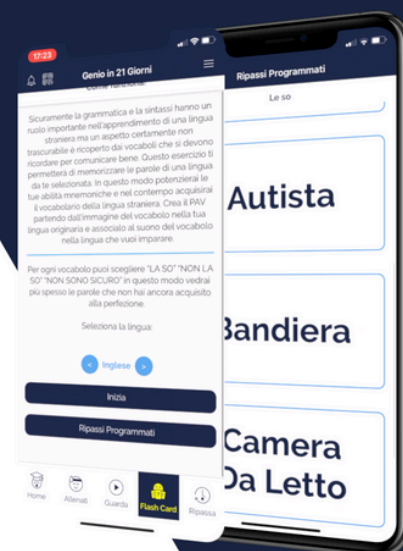 17:23
Genio in 21 Giorni
Sicuramente la grammatica e la sintassi hanno un
ruolo importante nell'apprendimento di una lingua
straniera ma un aspetto certamente non
trascurabile è ricoperto dai vocaboli che si devono
ricordare per comunicare bene. Questo esercizio ti
permetterà di memorizzare le parole di una lingua
da te selezionata. In questo modo potenzierai le
tue abilità mnemoniche e nel contempo acquisirai
il vocabolario della lingua straniera. Crea il PAV
partendo dall'immagine del vocabolo nella tua
lingua originaria e associalo al suono del vocabolo
nella lingua che vuoi imparare.
Per ogni vocabolo puoi scegliere "LA SO" "NON LA
SO" "NON SONO SICURO" in questo modo vedrai
più spesso le parole che non hai ancora acquisito
alla perfezione.
Seleziona la lingua:
< Inglese >
Inizia
Ripassi Programmati
Home
Allenati
Guarda
Flash Card
Ripassa
Ripassi Programmati
Le so
Autista
Bandiera
Camera
Da Letto